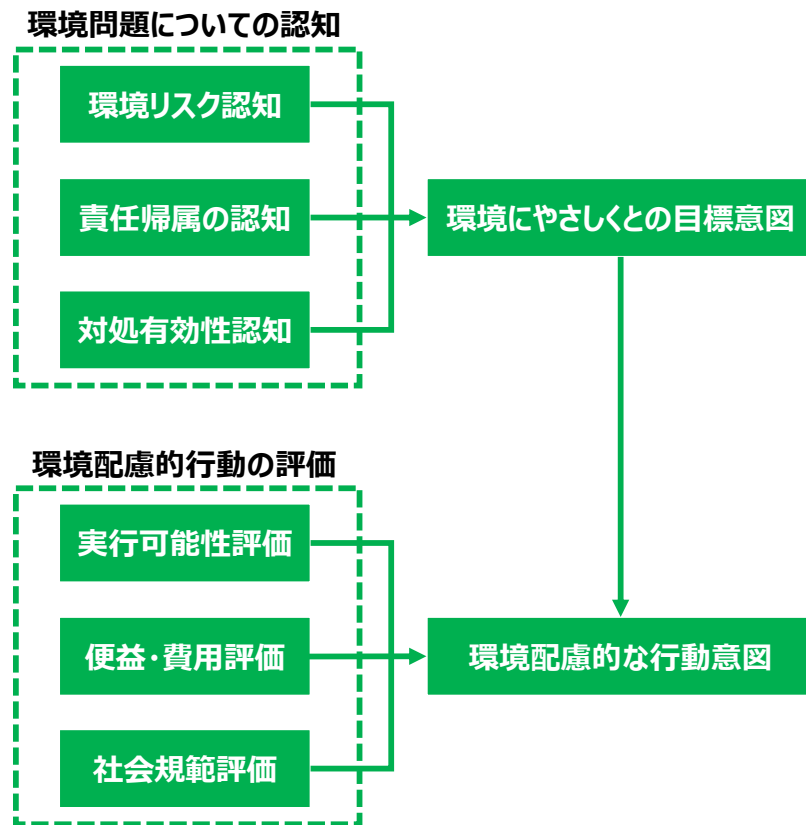 環境問題についての認知
環境リスク認知
責任帰属の認知
環境にやさしくとの目標意図
対処有効性認知
環境配慮的行動の評価
実行可能性評価
便益・費用評価
環境配慮的な行動意図
社会規範評価